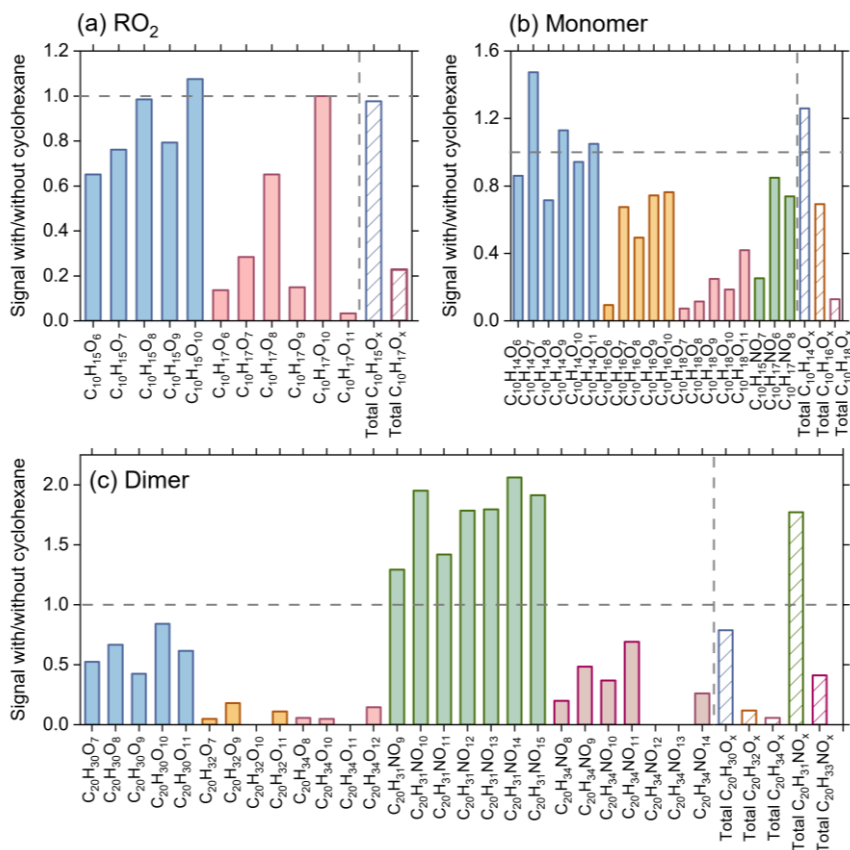 (a) RO₂
Signal with/without cyclohexane
1.2
1.0
0.8
0.6
0.4
0.2
0.0
C₁₀H₁₅O₆
C₁₀H₁₅O₇
C₁₀H₁₅O₈
C₁₀H₁₅O₉
C₁₀H₁₅O₁₀
C₁₀H₁₇O₆
C₁₀H₁₇O₇
C₁₀H₁₇O₈
C₁₀H₁₇O₉
C₁₀H₁₇O₁₀
C₁₀H₁₇O₁₁
Total C₁₀H₁₅Oₓ
Total C₁₀H₁₇Oₓ
(b) Monomer
Signal with/without cyclohexane
1.6
1.2
0.8
0.4
0.0
C₁₀H₁₄O₆
C₁₀H₁₄O₇
C₁₀H₁₄O₈
C₁₀H₁₄O₉
C₁₀H₁₄O₁₀
C₁₀H₁₄O₁₁
C₁₀H₁₆O₆
C₁₀H₁₆O₇
C₁₀H₁₆O₈
C₁₀H₁₆O₉
C₁₀H₁₆O₁₀
C₁₀H₁₈O₇
C₁₀H₁₈O₈
C₁₀H₁₈O₉
C₁₀H₁₈O₁₀
C₁₀H₁₈O₁₁
C₁₀H₁₅NO₇
C₁₀H₁₇NO₆
C₁₀H₁₇NO₈
Total C₁₀H₁₄Oₓ
Total C₁₀H₁₆Oₓ
Total C₁₀H₁₈Oₓ
(c) Dimer
Signal with/without cyclohexane
2.0
1.5
1.0
0.5
0.0
C₂₀H₃₀O₇
C₂₀H₃₀O₈
C₂₀H₃₀O₉
C₂₀H₃₀O₁₀
C₂₀H₃₀O₁₁
C₂₀H₃₂O₇
C₂₀H₃₂O₉
C₂₀H₃₂O₁₀
C₂₀H₃₂O₁₁
C₂₀H₃₄O₈
C₂₀H₃₄O₁₀
C₂₀H₃₄O₁₁
C₂₀H₃₄O₁₂
C₂₀H₃₁NO₉
C₂₀H₃₁NO₁₀
C₂₀H₃₁NO₁₁
C₂₀H₃₁NO₁₂
C₂₀H₃₁NO₁₃
C₂₀H₃₁NO₁₄
C₂₀H₃₁NO₁₅
C₂₀H₃₄NO₈
C₂₀H₃₄NO₉
C₂₀H₃₄NO₁₀
C₂₀H₃₄NO₁₁
C₂₀H₃₄NO₁₂
C₂₀H₃₄NO₁₃
C₂₀H₃₄NO₁₄
Total C₂₀H₃₀Oₓ
Total C₂₀H₃₂Oₓ
Total C₂₀H₃₄Oₓ
Total C₂₀H₃₁NOₓ
Total C₂₀H₃₃NOₓ